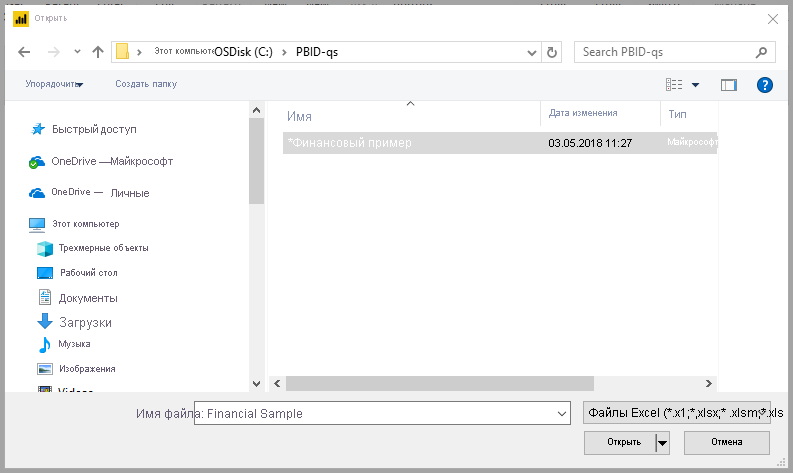 Открыть
Этот компьютеOSDisk (C:) PBID-qs
Search PBID-qs
Упорядочить
Создать папку
?
Имя
Дата изменения
Тип
*Финансовый пример
03.05.2018 11:27
Майкрософт
Быстрый доступ
OneDrive —Майкрософт
OneDrive — Личные
Этот компьютер
Трехмерные объекты
Рабочий стол
Документы
Загрузки
Музыка
Изображения
Videos
Имя файла: Financial Sample
Файлы Excel (*.x1;*,xlsx;* .xlsm;*.xls
Открыть
Отмена